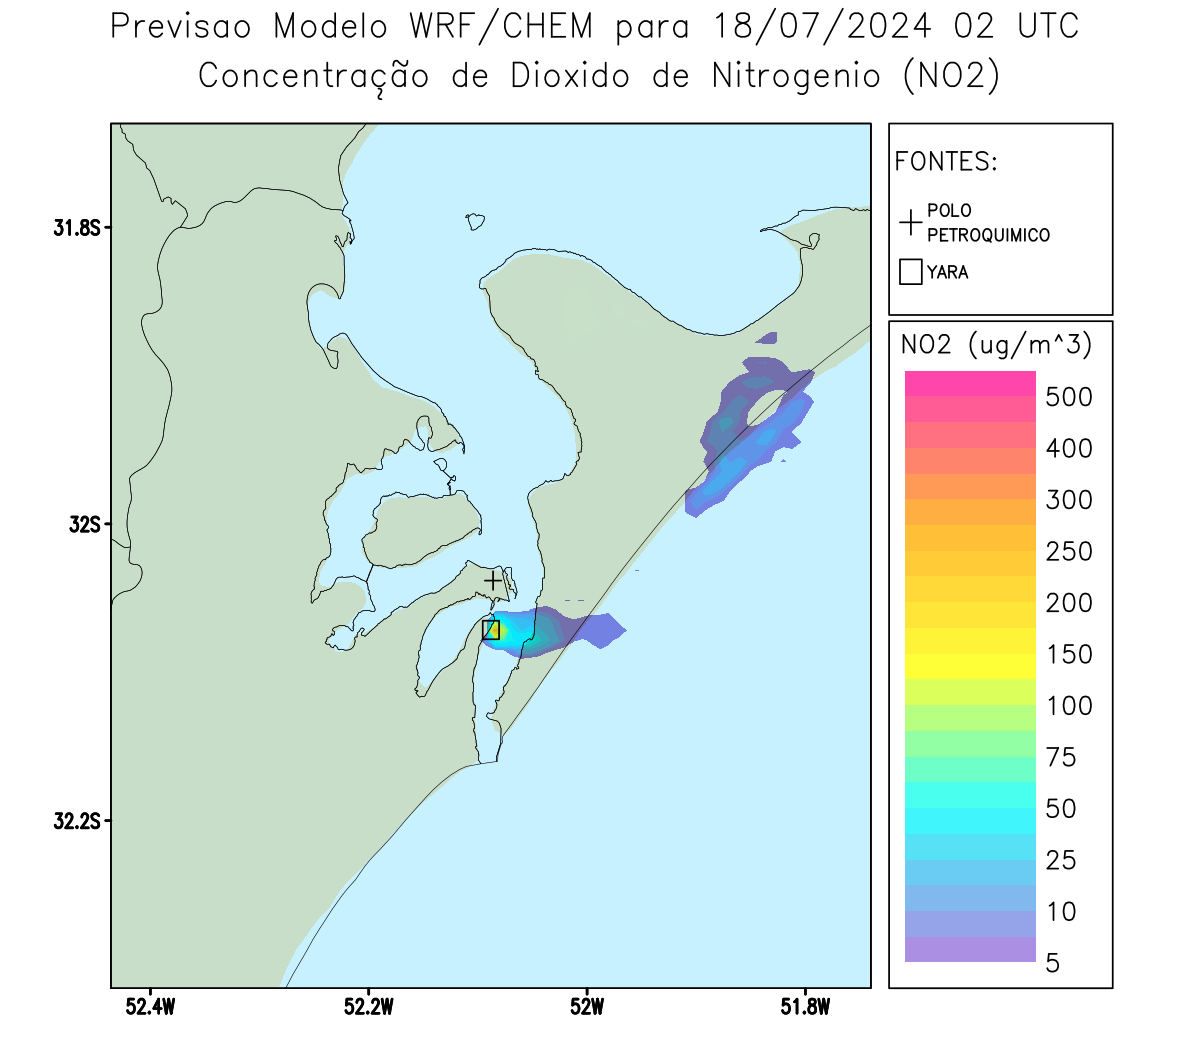 Previsao Modelo WRF/CHEM para 18/07/2024 02 UTC
Concentração de Dioxido de Nitrogenio (NO2)
FONTES:
POLO
PETROQUIMICO
YARA
NO2 (ug/m^3)
500
400
300
250
200
150
100
75
50
25
10
5
31.8S
32S
32.2S
52.4W
52.2W
52W
51.8W